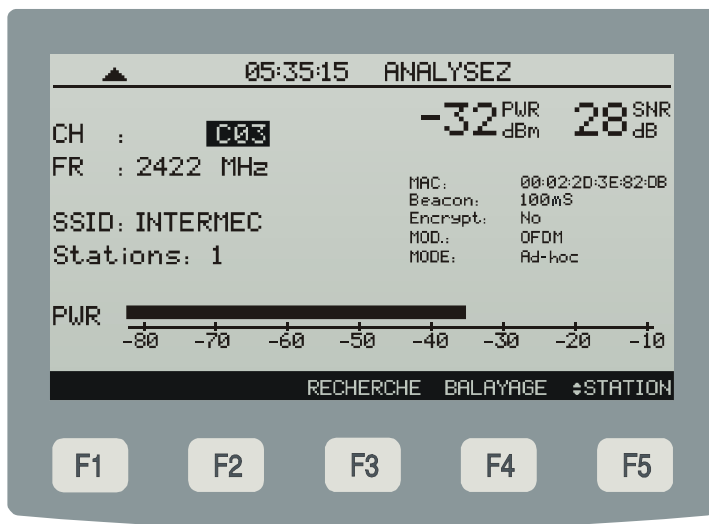 05:35:15 ANALYSEZ
-32 PWR dBm 28 SNR dB
CH : C03
FR : 2422 MHz
MAC: 00:02:2D:3E:82:DB
Beacon: 100mS
Encrypt: No
MOD.: OFDM
MODE: Ad-hoc
SSID: INTERMEC
Stations: 1
PWR
-80 -70 -60 -50 -40 -30 -20 -10
RECHERCHE BALAYAGE STATION
F1 F2 F3 F4 F5